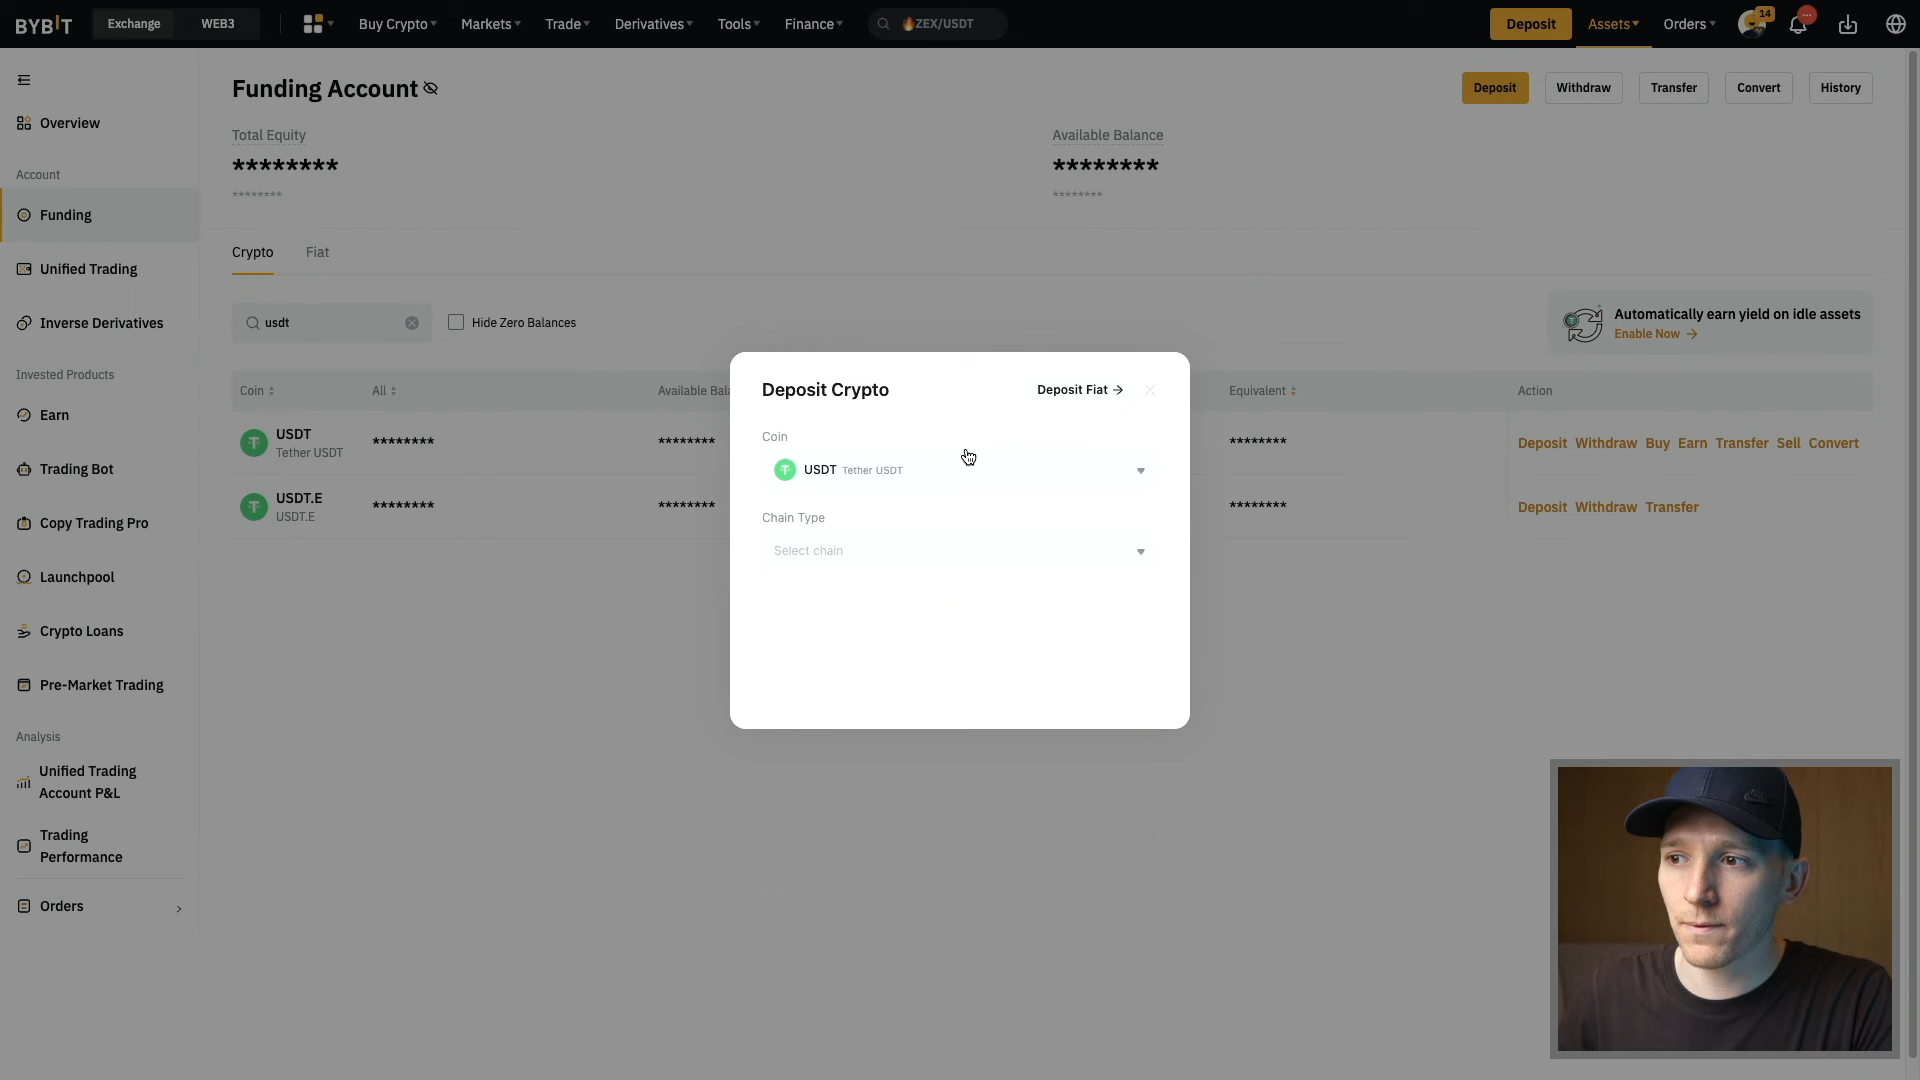 BYBIT
Exchange
WEB3
Buy Crypto
Markets
Trade
Derivatives
Tools
Finance
ZEX/USDT
Deposit
Assets
Orders
14
Funding Account
Deposit
Withdraw
Transfer
Convert
History
Overview
Account
Funding
Unified Trading
Inverse Derivatives
Invested Products
Earn
Trading Bot
Copy Trading Pro
Launchpool
Crypto Loans
Pre-Market Trading
Analysis
Unified Trading
Account P&L
Trading
Performance
Orders
Total Equity
********
********
Available Balance
********
********
Crypto
Fiat
usdt
Hide Zero Balances
Automatically earn yield on idle assets
Enable Now →
Coin
All
Available Bala
Equivalent
Action
USDT
Tether USDT
********
********
********
Deposit Withdraw Buy Earn Transfer Sell Convert
USDT.E
USDT.E
********
********
********
Deposit Withdraw Transfer
Deposit Crypto
Deposit Fiat →
Coin
USDT Tether USDT
Chain Type
Select chain